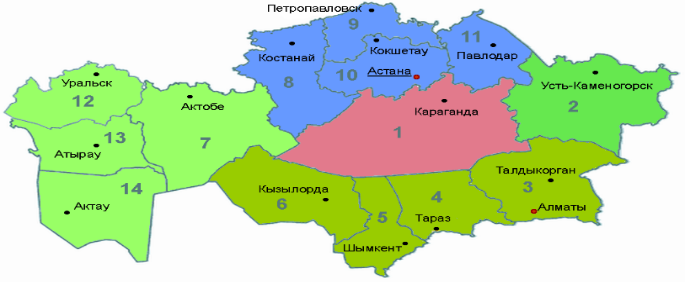 Петропавловск
9
11
Костанай
Кокшетау
Павлодар
10
Астана
8
Уральск
12
Актобе
Усть-Каменогорск
2
Караганда
1
13
Атырау
7
14
Актау
Талдыкорган
3
Кызылорда
6
4
5
Алматы
Тараз
Шымкент